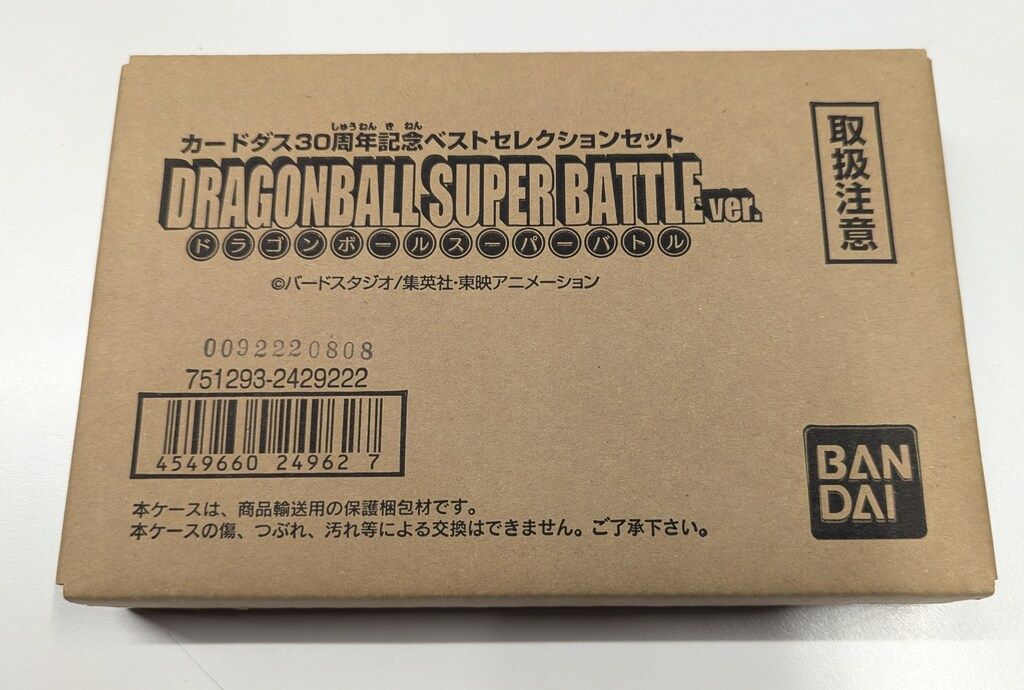 しゅうねん き ねん
カードダス30周年記念ベストセレクションセット
DRAGONBALL SUPER BATTLE ver.
ドラゴンボールスーパーバトル
©バードスタジオ/集英社・東映アニメーション
取扱注意
0092220808
751293-2429222
4549660 24962 7
BAN
DAI
本ケースは、商品輸送用の保護梱包材です。
本ケースの傷、つぶれ、汚れ等による交換はできません。ご了承下さい。